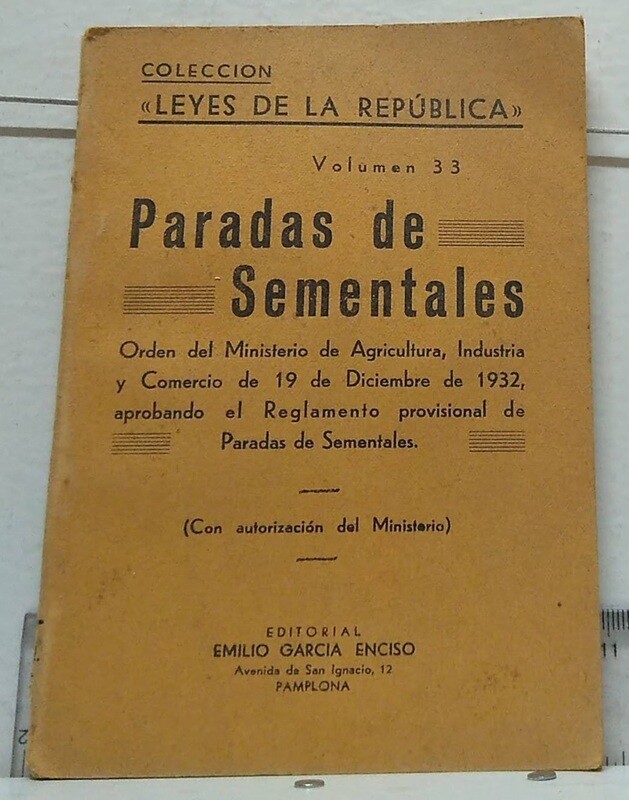 COLECCION
«LEYES DE LA REPÚBLICA»
Volumen 33
Paradas de
Sementales
Orden del Ministerio de Agricultura, Industria
y Comercio de 19 de Diciembre de 1932,
aprobando el Reglamento provisional de
Paradas de Sementales.
(Con autorización del Ministerio)
EDITORIAL
EMILIO GARCIA ENCISO
Avenida de San Ignacio, 12
PAMPLONA
11
2